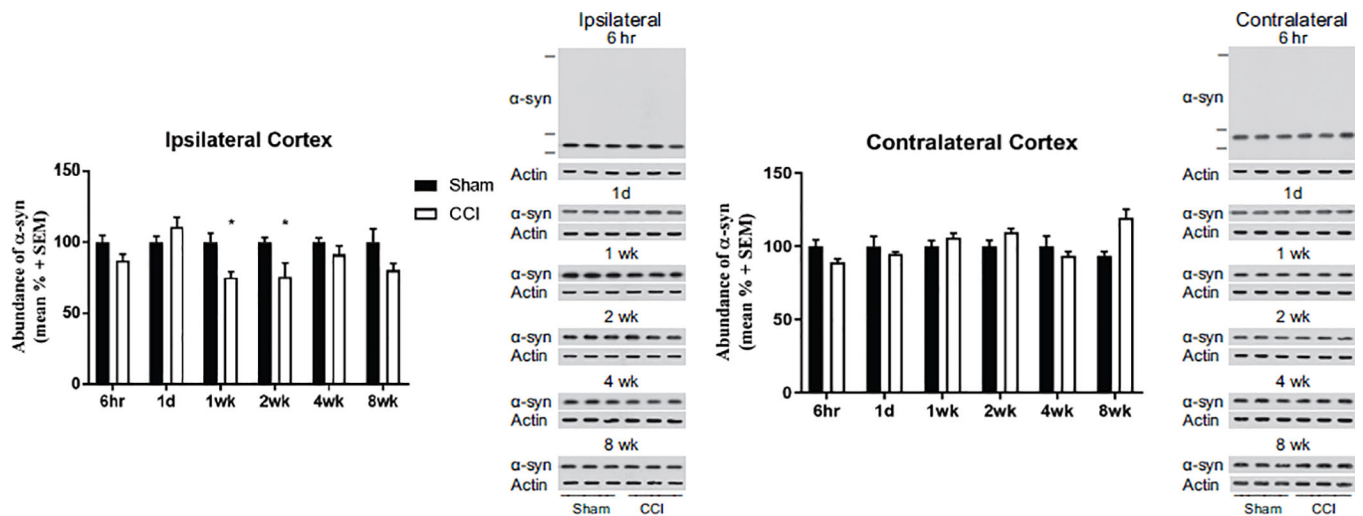 Ipsilateral Cortex
Abundance of α-syn
(mean % + SEM)
150
100
50
0
*
*
6hr 1d 1wk 2wk 4wk 8wk
Sham
CCI
Ipsilateral
6 hr
α-syn
Actin
1d
α-syn
Actin
1 wk
α-syn
Actin
2 wk
α-syn
Actin
4 wk
α-syn
Actin
8 wk
α-syn
Actin
Sham CCI
Contralateral Cortex
Abundance of α-syn
(mean % + SEM)
150
100
50
0
6hr 1d 1wk 2wk 4wk 8wk
Contralateral
6 hr
α-syn
Actin
1d
α-syn
Actin
1 wk
α-syn
Actin
2 wk
α-syn
Actin
4 wk
α-syn
Actin
8 wk
α-syn
Actin
Sham CCI